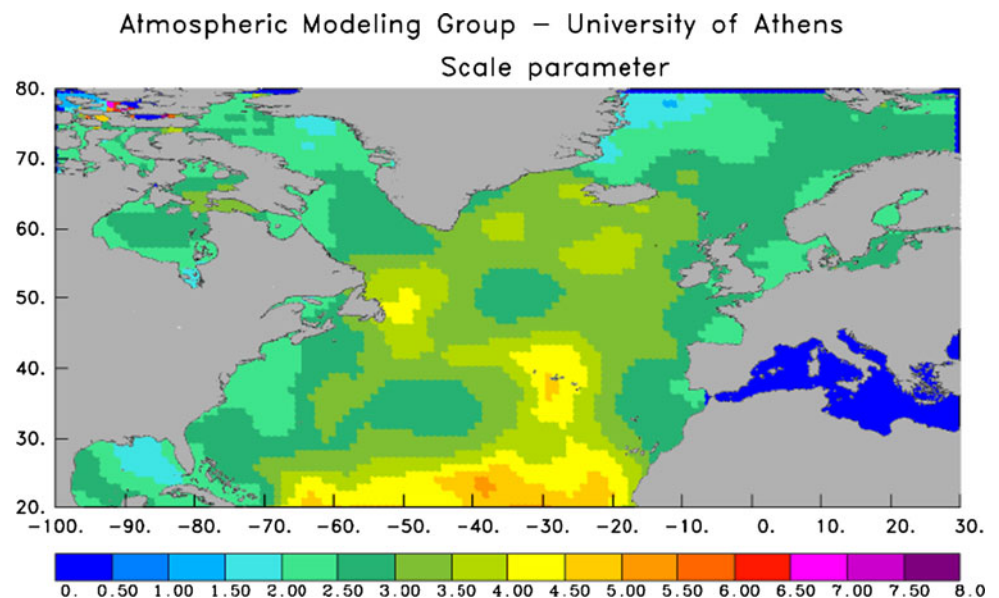 Atmospheric Modeling Group – University of Athens
Scale parameter
80.
70.
60.
50.
40.
30.
20.
-100. -90. -80. -70. -60. -50. -40. -30. -20. -10. 0. 10. 20. 30.
0. 0.50 1.00 1.50 2.00 2.50 3.00 3.50 4.00 4.50 5.00 5.50 6.00 6.50 7.00 7.50 8.0